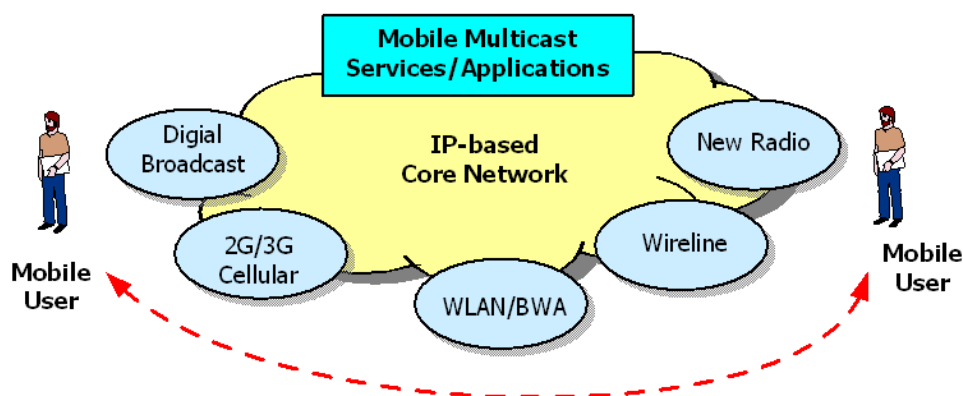 Mobile Multicast
Services/Applications
Digial
Broadcast
IP-based
Core Network
New Radio
2G/3G
Cellular
Wireline
WLAN/BWA
Mobile
User
Mobile
User